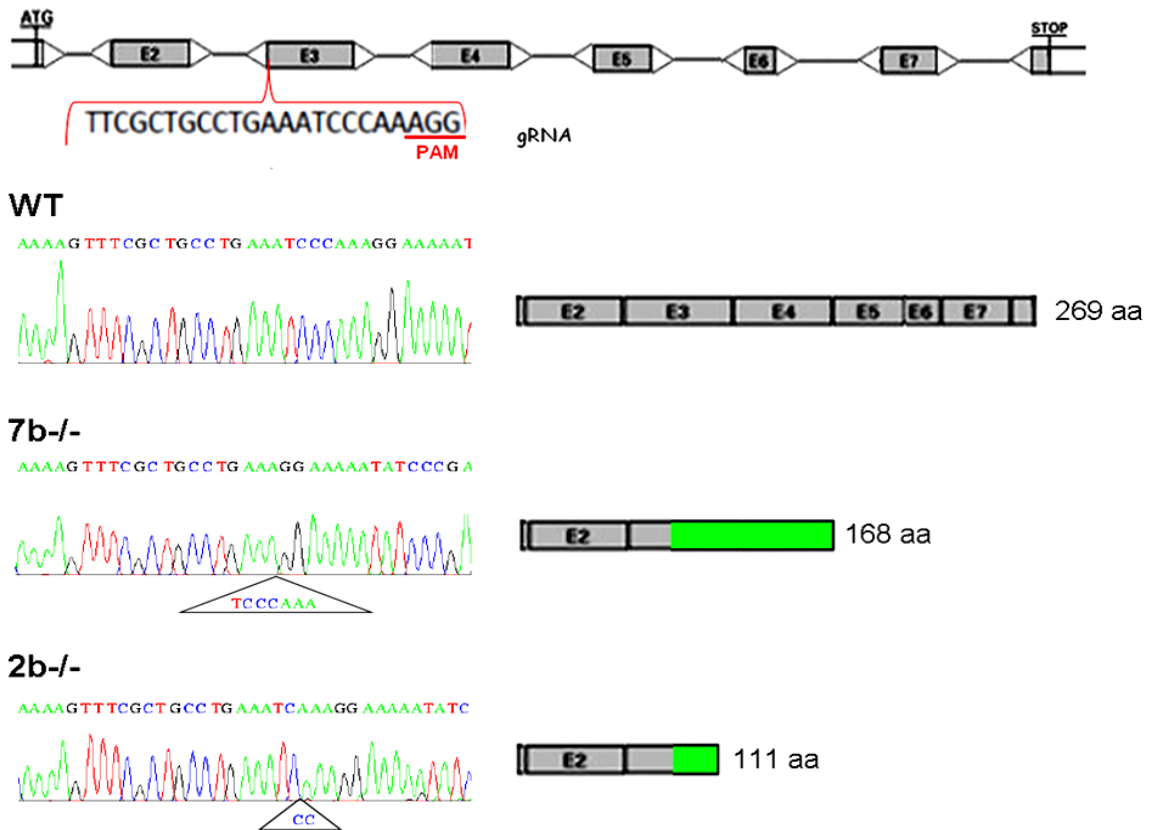 ATG
STOP
E2 E3 E4 E5 E6 E7
TTCGCTGCCTGAAATCCCAAAGG
PAM
gRNA
WT
AAAAGTTTCGCTGCCTGAAATCCCAAAGGAAAAAT
E2 E3 E4 E5 E6 E7
269 aa
7b-/-
AAAAGTTTCGCTGCCTGAAAGGAAAAATATCCCGA
TCCCAAA
E2
168 aa
2b-/-
AAAAGTTTCGCTGCCTGAAATCAAAGGAAAAATATC
CC
E2
111 aa